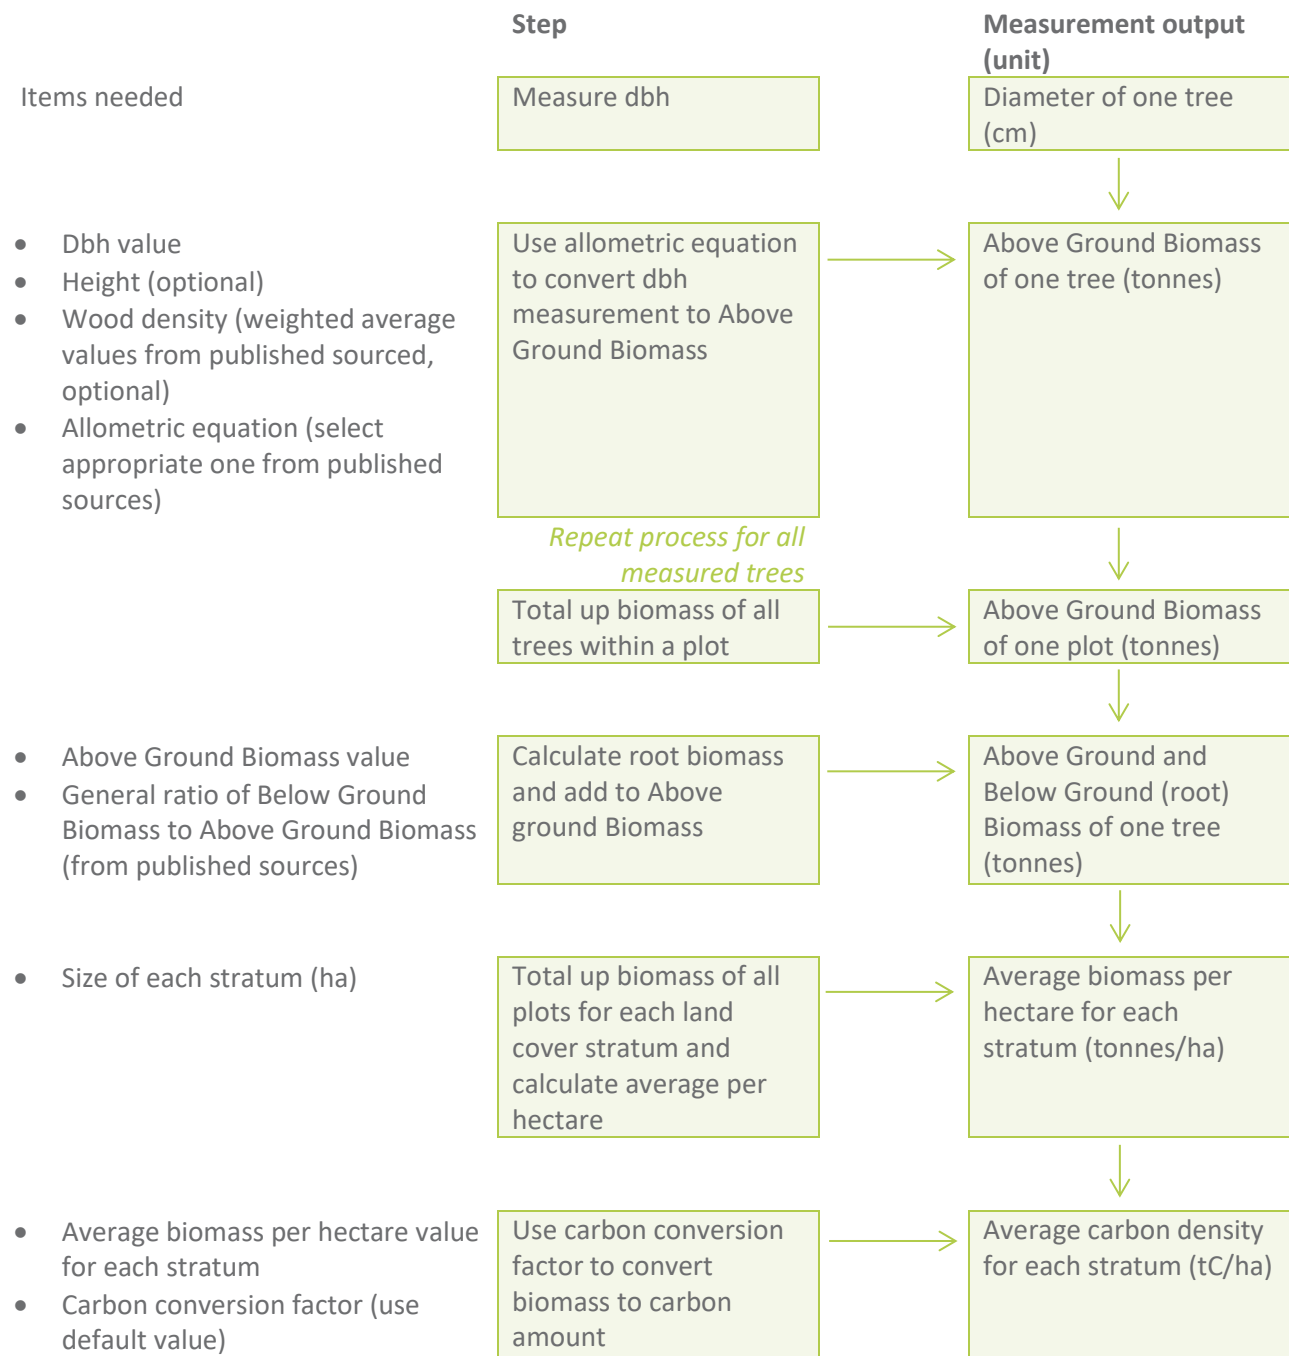 Step
Measurement output
(unit)
Items needed
Measure dbh
Diameter of one tree
(cm)
• Dbh value
• Height (optional)
• Wood density (weighted average
values from published sourced,
optional)
• Allometric equation (select
appropriate one from published
sources)
Use allometric equation
to convert dbh
measurement to Above
Ground Biomass
Above Ground Biomass
of one tree (tonnes)
Repeat process for all
measured trees
Total up biomass of all
trees within a plot
Above Ground Biomass
of one plot (tonnes)
• Above Ground Biomass value
• General ratio of Below Ground
Biomass to Above Ground Biomass
(from published sources)
Calculate root biomass
and add to Above
ground Biomass
Above Ground and
Below Ground (root)
Biomass of one tree
(tonnes)
• Size of each stratum (ha)
Total up biomass of all
plots for each land
cover stratum and
calculate average per
hectare
Average biomass per
hectare for each
stratum (tonnes/ha)
• Average biomass per hectare value
for each stratum
• Carbon conversion factor (use
default value)
Use carbon conversion
factor to convert
biomass to carbon
amount
Average carbon density
for each stratum (tC/ha)